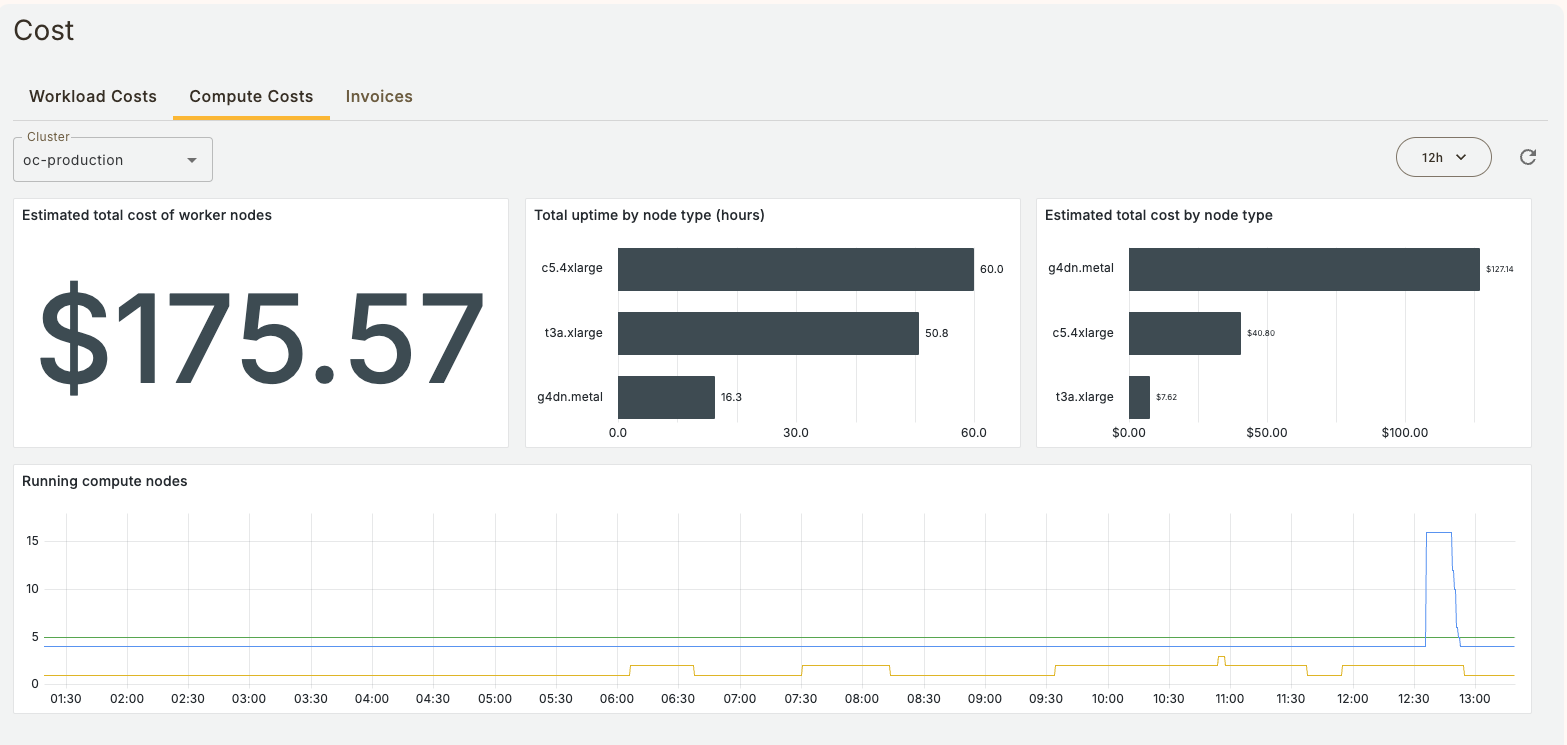 Cost
Workload Costs Compute Costs Invoices
Cluster
oc-production
12h
Estimated total cost of worker nodes
$175.57
Total uptime by node type (hours)
c5.4xlarge 60.0
t3a.xlarge 50.8
g4dn.metal 16.3
0.0 30.0 60.0
Estimated total cost by node type
g4dn.metal $127.14
c5.4xlarge $40.80
t3a.xlarge $7.62
$0.00 $50.00 $100.00
Running compute nodes
15
10
5
0
01:30 02:00 02:30 03:00 03:30 04:00 04:30 05:00 05:30 06:00 06:30 07:00 07:30 08:00 08:30 09:00 09:30 10:00 10:30 11:00 11:30 12:00 12:30 13:00